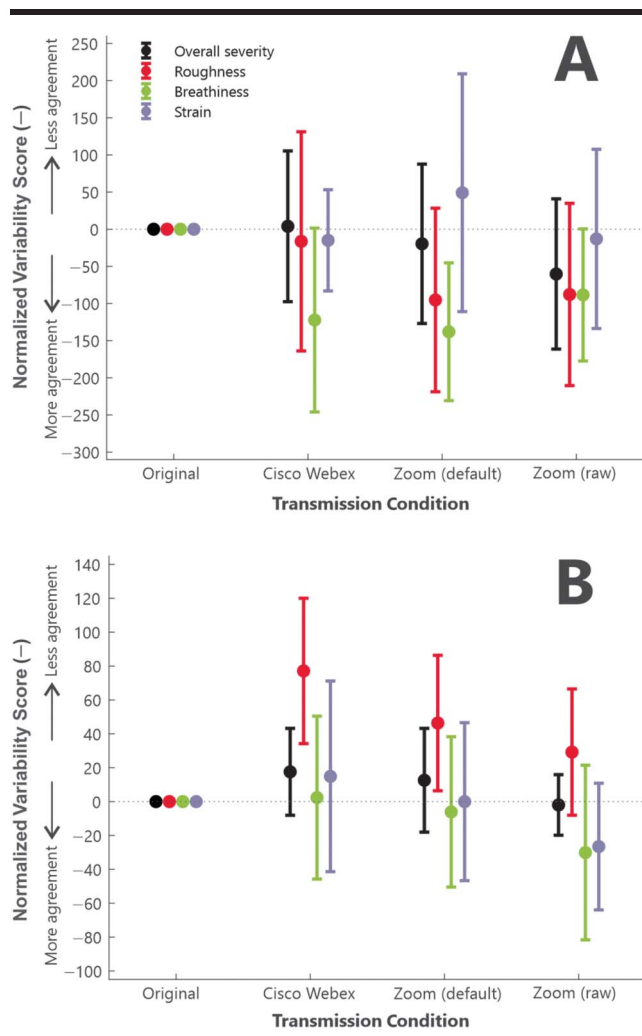 A
Overall severity
Roughness
Breathiness
Strain
Normalized Variability Score (—)
Less agreement
More agreement
250
200
150
100
50
0
−50
−100
−150
−200
−250
−300
Original Cisco Webex Zoom (default) Zoom (raw)
Transmission Condition
B
Normalized Variability Score (—)
Less agreement
More agreement
140
120
100
80
60
40
20
0
−20
−40
−60
−80
−100
Original Cisco Webex Zoom (default) Zoom (raw)
Transmission Condition